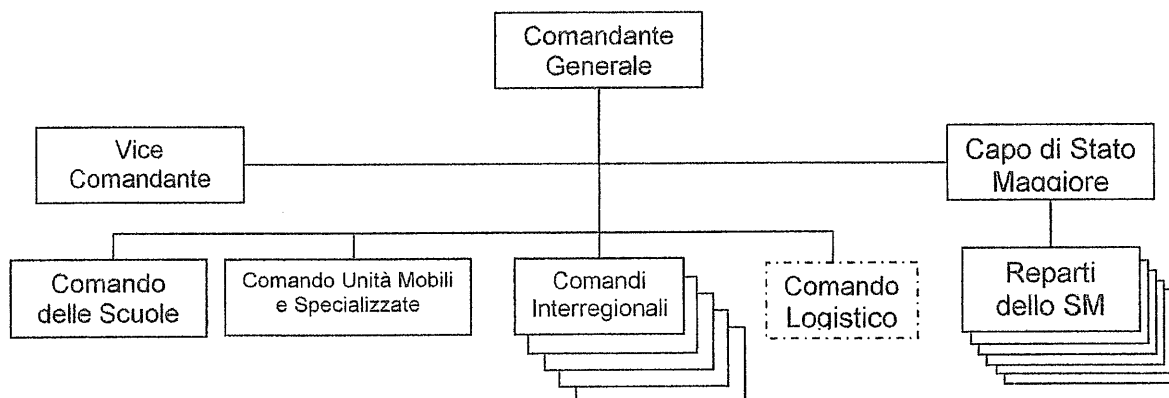 Comandante
Generale
Vice
Comandante
Capo di Stato
Maggiore
Comando
delle Scuole
Comando Unità Mobili
e Specializzate
Comandi
Interregionali
Comando
Logistico
Reparti
dello SM